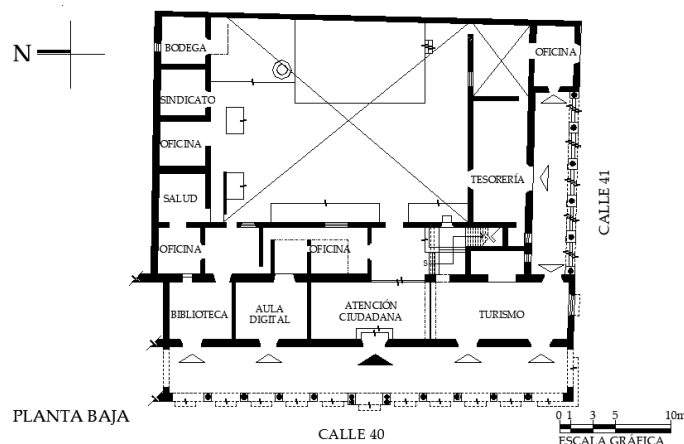 BODEGA
OFICINA
N
SINDICATO
OFICINA
TESORERÍA
SALUD
CALLE 41
OFICINA
OFICINA
S
BIBLIOTECA
AULA
DIGITAL
ATENCIÓN
CIUDADANA
TURISMO
PLANTA BAJA
CALLE 40
0 1 3 5 10m
ESCALA GRÁFICA